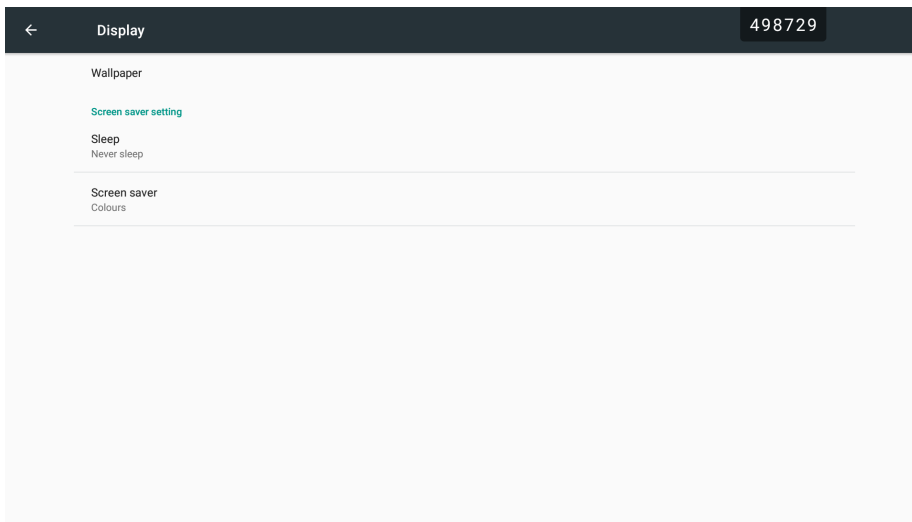 Display
498729
Wallpaper
Screen saver setting
Sleep
Never sleep
Screen saver
Colours